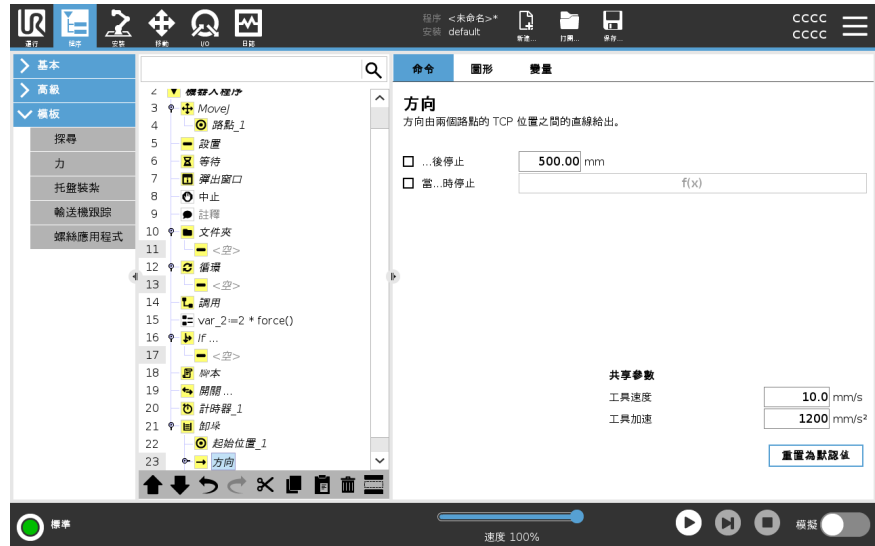 UR
運行
程序
安裝
移動
I/O
日誌
程序 <未命名>*
安裝 default
新建...
打開...
保存...
CCCC
CCCC
基本
高級
模板
探尋
力
托盤裝紮
輸送機跟踪
螺絲應用程式
2 機器人程序
3 MoveJ
4 路點_1
5 設置
6 等待
7 彈出窗口
8 中止
9 註釋
10 文件夾
11 <空>
12 循環
13 <空>
14 調用
15 var_2:=2 * force()
16 If ...
17 <空>
18 腳本
19 開關 ...
20 計時器_1
21 卸垛
22 起始位置_1
23 方向
命令 圖形 變量
方向
方向由兩個路點的 TCP 位置之間的直線給出。
...後停止 500.00 mm
當...時停止 f(x)
共享參數
工具速度 10.0 mm/s
工具加速 1200 mm/s²
重置為默認值
標準
速度 100%
模擬